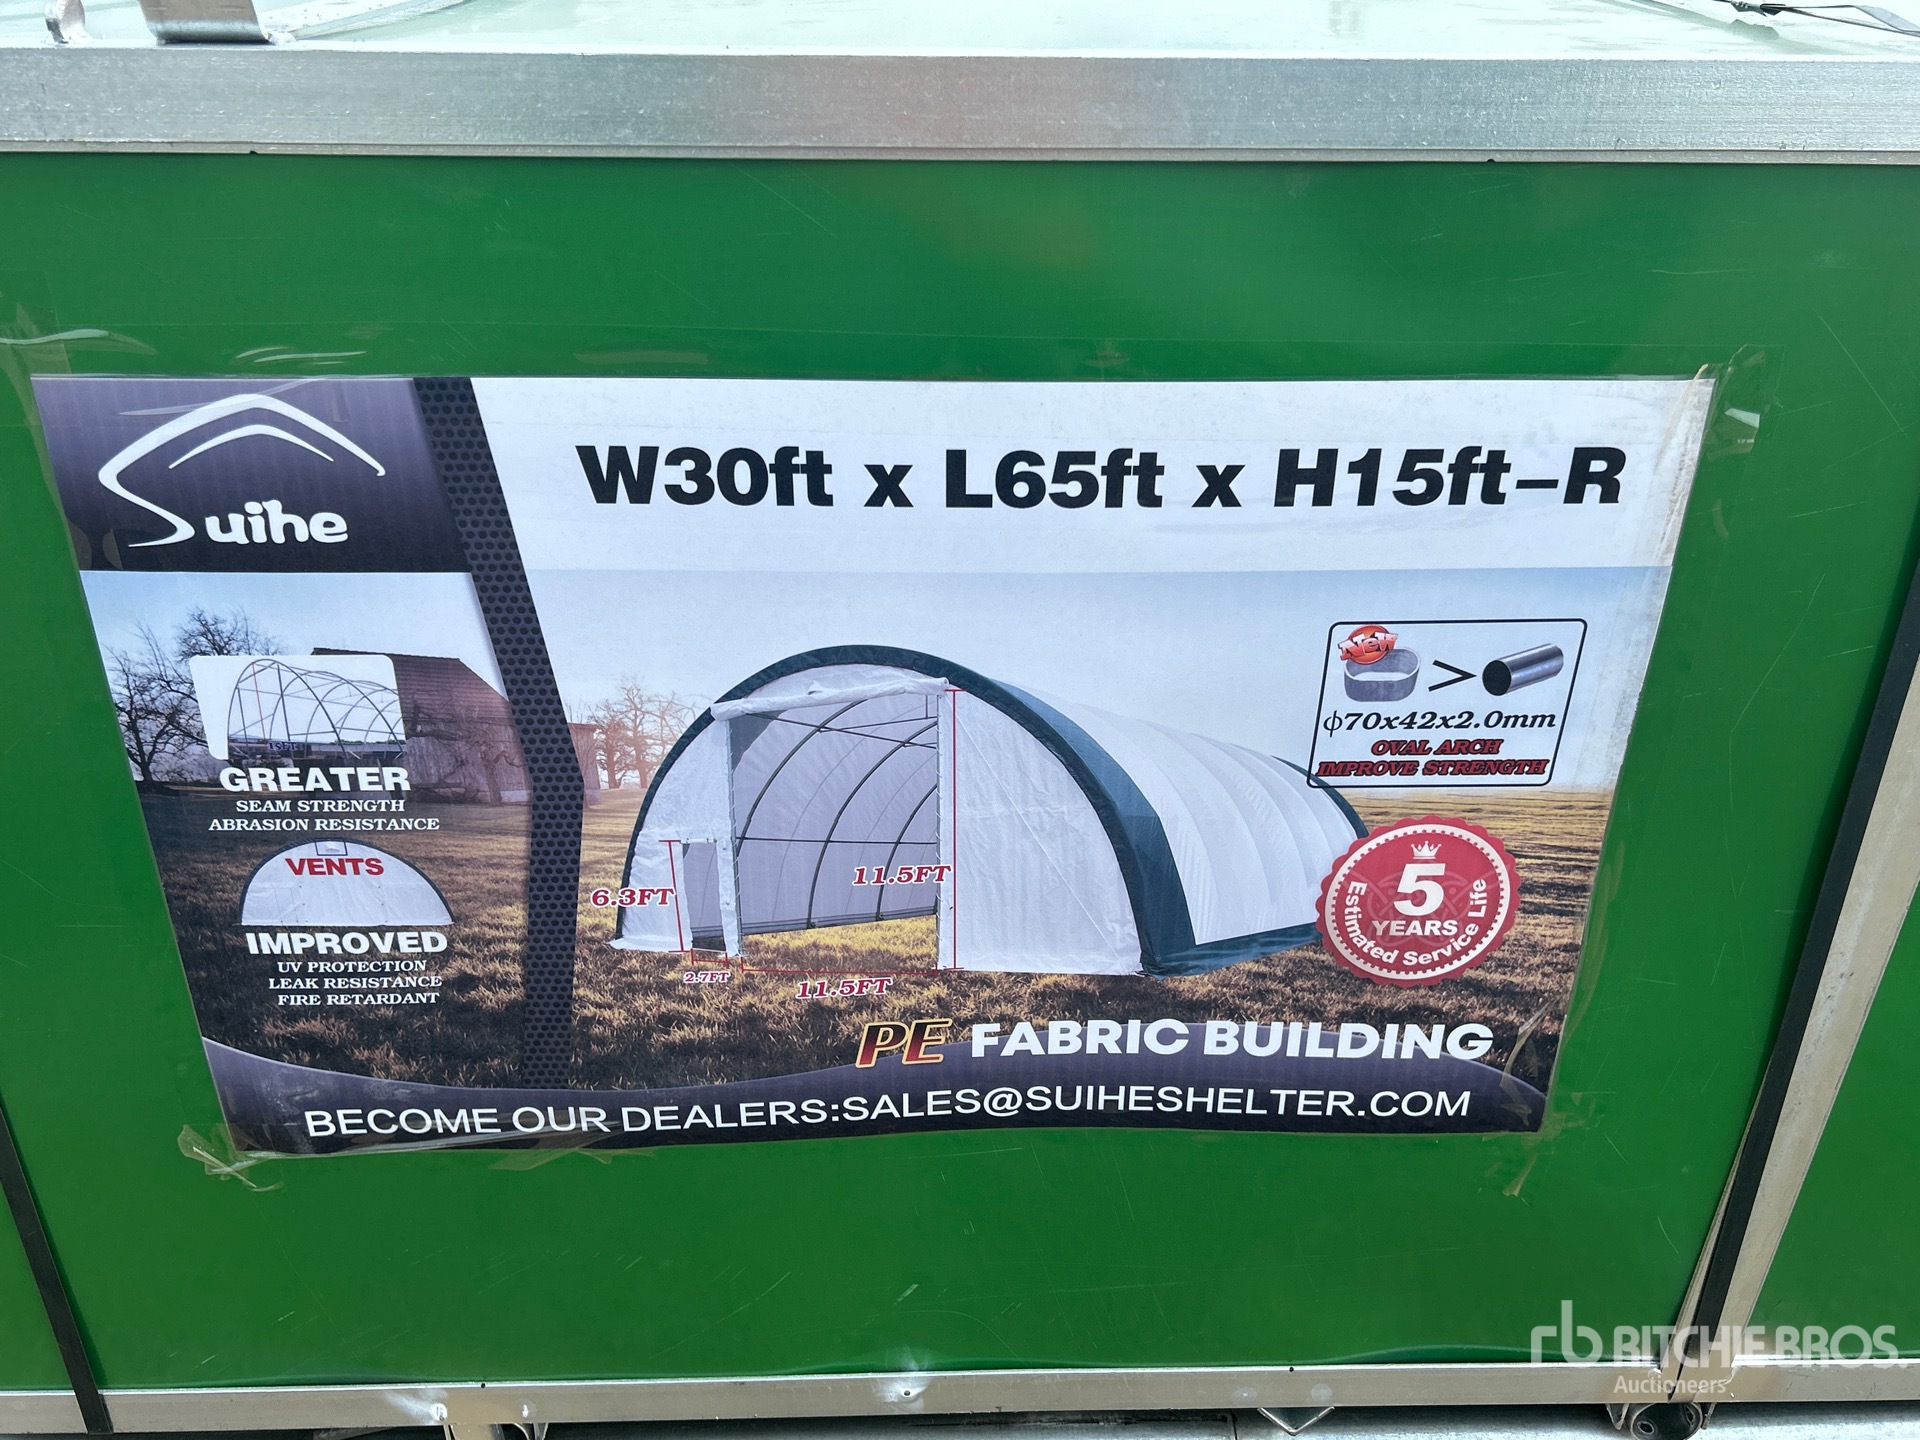 Suihe
W30ft x L65ft x H15ft-R
New
ϕ70x42x2.0mm
OVAL ARCH
IMPROVE STRENGTH
15FT
GREATER
SEAM STRENGTH
ABRASION RESISTANCE
VENTS
IMPROVED
UV PROTECTION
LEAK RESISTANCE
FIRE RETARDANT
6.3FT
11.5FT
2.7FT
11.5FT
5
YEARS
Estimated Service Life
PE FABRIC BUILDING
BECOME OUR DEALERS:SALES@SUIHESHELTER.COM
rb RITCHIE BROS.
Auctioneers